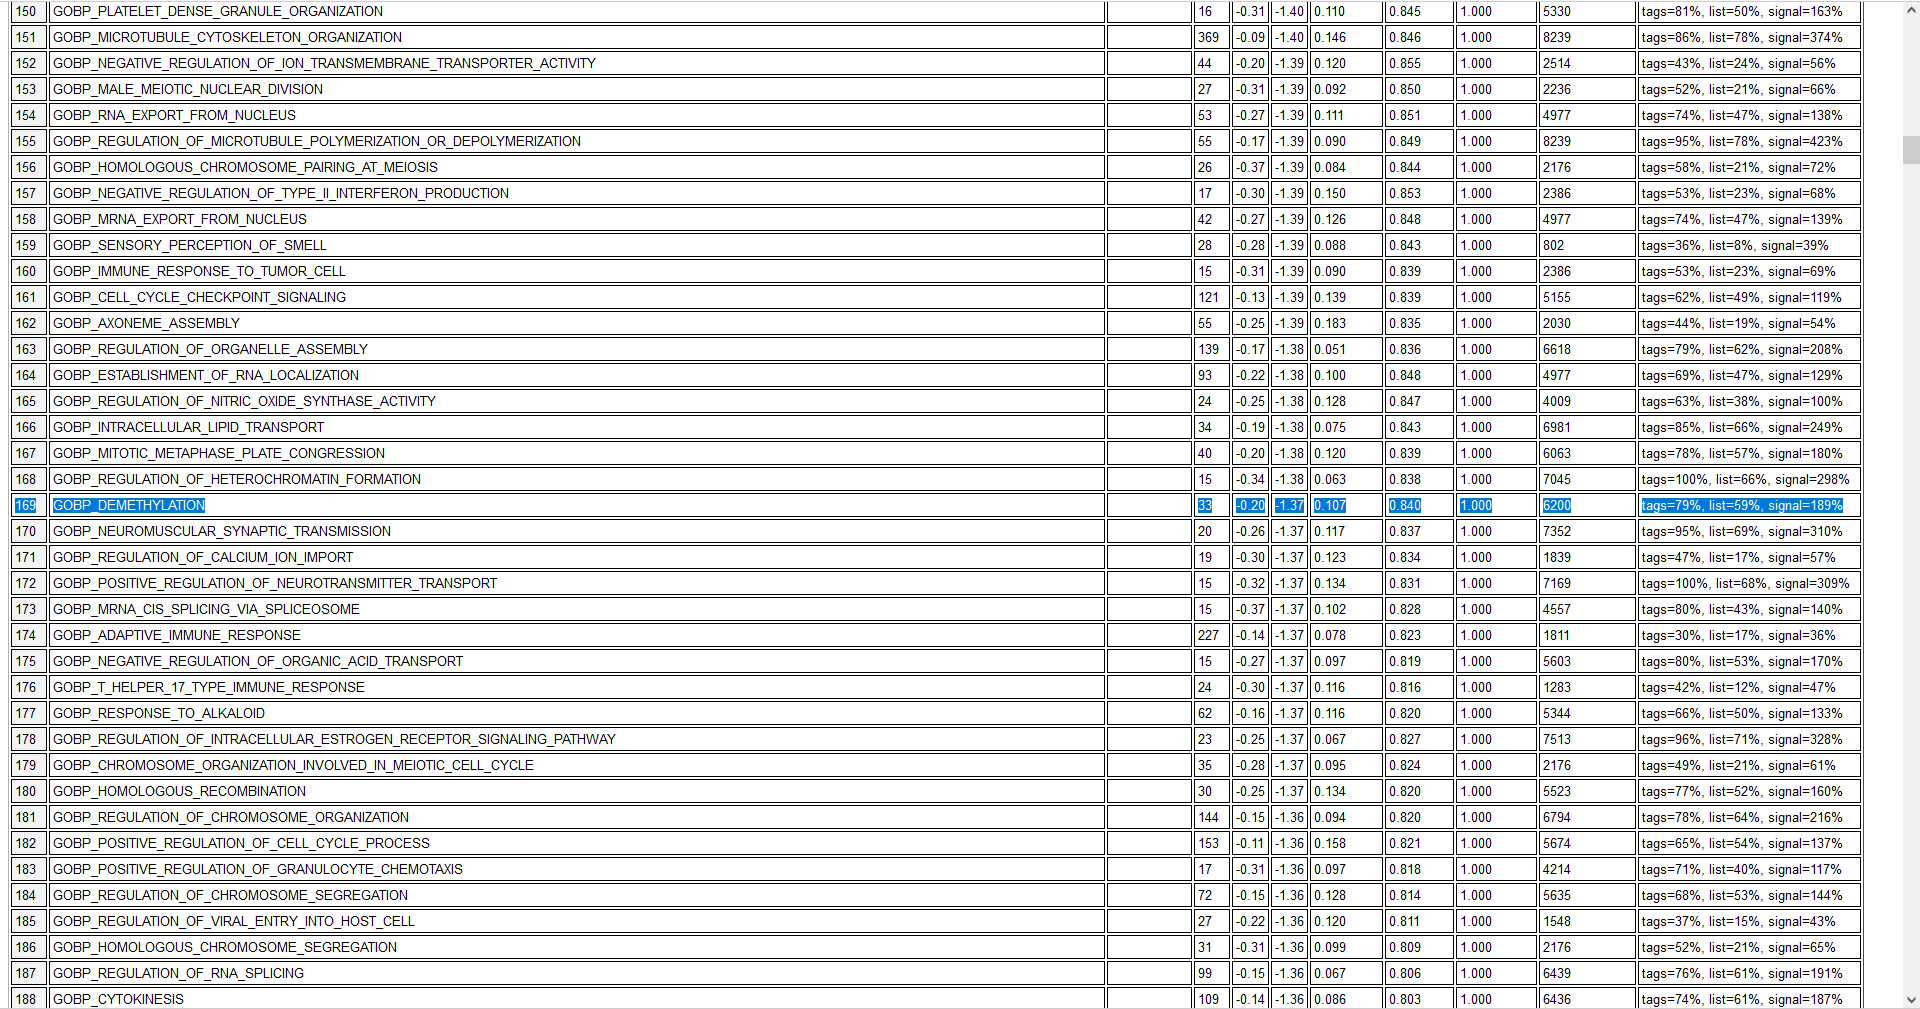 150 GOBP_PLATELET_DENSE_GRANULE_ORGANIZATION 16 -0.31 -1.40 0.110 0.845 1.000 5330 tags=81%, list=50%, signal=163%
151 GOBP_MICROTUBULE_CYTOSKELETON_ORGANIZATION 369 -0.09 -1.40 0.146 0.846 1.000 8239 tags=86%, list=78%, signal=374%
152 GOBP_NEGATIVE_REGULATION_OF_ION_TRANSMEMBRANE_TRANSPORTER_ACTIVITY 44 -0.20 -1.39 0.120 0.855 1.000 2514 tags=43%, list=24%, signal=56%
153 GOBP_MALE_MEIOTIC_NUCLEAR_DIVISION 27 -0.31 -1.39 0.092 0.850 1.000 2236 tags=52%, list=21%, signal=66%
154 GOBP_RNA_EXPORT_FROM_NUCLEUS 53 -0.27 -1.39 0.111 0.851 1.000 4977 tags=74%, list=47%, signal=138%
155 GOBP_REGULATION_OF_MICROTUBULE_POLYMERIZATION_OR_DEPOLYMERIZATION 55 -0.17 -1.39 0.090 0.849 1.000 8239 tags=95%, list=78%, signal=423%
156 GOBP_HOMOLOGOUS_CHROMOSOME_PAIRING_AT_MEIOSIS 26 -0.37 -1.39 0.084 0.844 1.000 2176 tags=58%, list=21%, signal=72%
157 GOBP_NEGATIVE_REGULATION_OF_TYPE_II_INTERFERON_PRODUCTION 17 -0.30 -1.39 0.150 0.853 1.000 2386 tags=53%, list=23%, signal=68%
158 GOBP_MRNA_EXPORT_FROM_NUCLEUS 42 -0.27 -1.39 0.126 0.848 1.000 4977 tags=74%, list=47%, signal=139%
159 GOBP_SENSORY_PERCEPTION_OF_SMELL 28 -0.28 -1.39 0.088 0.843 1.000 802 tags=36%, list=8%, signal=39%
160 GOBP_IMMUNE_RESPONSE_TO_TUMOR_CELL 15 -0.31 -1.39 0.090 0.839 1.000 2386 tags=53%, list=23%, signal=69%
161 GOBP_CELL_CYCLE_CHECKPOINT_SIGNALING 121 -0.13 -1.39 0.139 0.839 1.000 5155 tags=62%, list=49%, signal=119%
162 GOBP_AXONEME_ASSEMBLY 55 -0.25 -1.39 0.183 0.835 1.000 2030 tags=44%, list=19%, signal=54%
163 GOBP_REGULATION_OF_ORGANELLE_ASSEMBLY 139 -0.17 -1.38 0.051 0.836 1.000 6618 tags=79%, list=62%, signal=208%
164 GOBP_ESTABLISHMENT_OF_RNA_LOCALIZATION 93 -0.22 -1.38 0.100 0.848 1.000 4977 tags=69%, list=47%, signal=129%
165 GOBP_REGULATION_OF_NITRIC_OXIDE_SYNTHASE_ACTIVITY 24 -0.25 -1.38 0.128 0.847 1.000 4009 tags=63%, list=38%, signal=100%
166 GOBP_INTRACELLULAR_LIPID_TRANSPORT 34 -0.19 -1.38 0.075 0.843 1.000 6981 tags=85%, list=66%, signal=249%
167 GOBP_MITOTIC_METAPHASE_PLATE_CONGRESSION 40 -0.20 -1.38 0.120 0.839 1.000 6063 tags=78%, list=57%, signal=180%
168 GOBP_REGULATION_OF_HETEROCHROMATIN_FORMATION 15 -0.34 -1.38 0.063 0.838 1.000 7045 tags=100%, list=66%, signal=298%
169 GOBP_DEMETHYLATION 33 -0.20 -1.37 0.107 0.840 1.000 6200 tags=79%, list=59%, signal=189%
170 GOBP_NEUROMUSCULAR_SYNAPTIC_TRANSMISSION 20 -0.26 -1.37 0.117 0.837 1.000 7352 tags=95%, list=69%, signal=310%
171 GOBP_REGULATION_OF_CALCIUM_ION_IMPORT 19 -0.30 -1.37 0.123 0.834 1.000 1839 tags=47%, list=17%, signal=57%
172 GOBP_POSITIVE_REGULATION_OF_NEUROTRANSMITTER_TRANSPORT 15 -0.32 -1.37 0.134 0.831 1.000 7169 tags=100%, list=68%, signal=309%
173 GOBP_MRNA_CIS_SPLICING_VIA_SPLICEOSOME 15 -0.37 -1.37 0.102 0.828 1.000 4557 tags=80%, list=43%, signal=140%
174 GOBP_ADAPTIVE_IMMUNE_RESPONSE 227 -0.14 -1.37 0.078 0.823 1.000 1811 tags=30%, list=17%, signal=36%
175 GOBP_NEGATIVE_REGULATION_OF_ORGANIC_ACID_TRANSPORT 15 -0.27 -1.37 0.097 0.819 1.000 5603 tags=80%, list=53%, signal=170%
176 GOBP_T_HELPER_17_TYPE_IMMUNE_RESPONSE 24 -0.30 -1.37 0.116 0.816 1.000 1283 tags=42%, list=12%, signal=47%
177 GOBP_RESPONSE_TO_ALKALOID 62 -0.16 -1.37 0.116 0.820 1.000 5344 tags=66%, list=50%, signal=133%
178 GOBP_REGULATION_OF_INTRACELLULAR_ESTROGEN_RECEPTOR_SIGNALING_PATHWAY 23 -0.25 -1.37 0.067 0.827 1.000 7513 tags=96%, list=71%, signal=328%
179 GOBP_CHROMOSOME_ORGANIZATION_INVOLVED_IN_MEIOTIC_CELL_CYCLE 35 -0.28 -1.37 0.095 0.824 1.000 2176 tags=49%, list=21%, signal=61%
180 GOBP_HOMOLOGOUS_RECOMBINATION 30 -0.25 -1.37 0.134 0.820 1.000 5523 tags=77%, list=52%, signal=160%
181 GOBP_REGULATION_OF_CHROMOSOME_ORGANIZATION 144 -0.15 -1.36 0.094 0.820 1.000 6794 tags=78%, list=64%, signal=216%
182 GOBP_POSITIVE_REGULATION_OF_CELL_CYCLE_PROCESS 153 -0.11 -1.36 0.158 0.821 1.000 5674 tags=65%, list=54%, signal=137%
183 GOBP_POSITIVE_REGULATION_OF_GRANULOCYTE_CHEMOTAXIS 17 -0.31 -1.36 0.097 0.818 1.000 4214 tags=71%, list=40%, signal=117%
184 GOBP_REGULATION_OF_CHROMOSOME_SEGREGATION 72 -0.15 -1.36 0.128 0.814 1.000 5635 tags=68%, list=53%, signal=144%
185 GOBP_REGULATION_OF_VIRAL_ENTRY_INTO_HOST_CELL 27 -0.22 -1.36 0.120 0.811 1.000 1548 tags=37%, list=15%, signal=43%
186 GOBP_HOMOLOGOUS_CHROMOSOME_SEGREGATION 31 -0.31 -1.36 0.099 0.809 1.000 2176 tags=52%, list=21%, signal=65%
187 GOBP_REGULATION_OF_RNA_SPLICING 99 -0.15 -1.36 0.067 0.806 1.000 6439 tags=76%, list=61%, signal=191%
188 GOBP_CYTOKINESIS 109 -0.14 -1.36 0.086 0.803 1.000 6436 tags=74%, list=61%, signal=187%